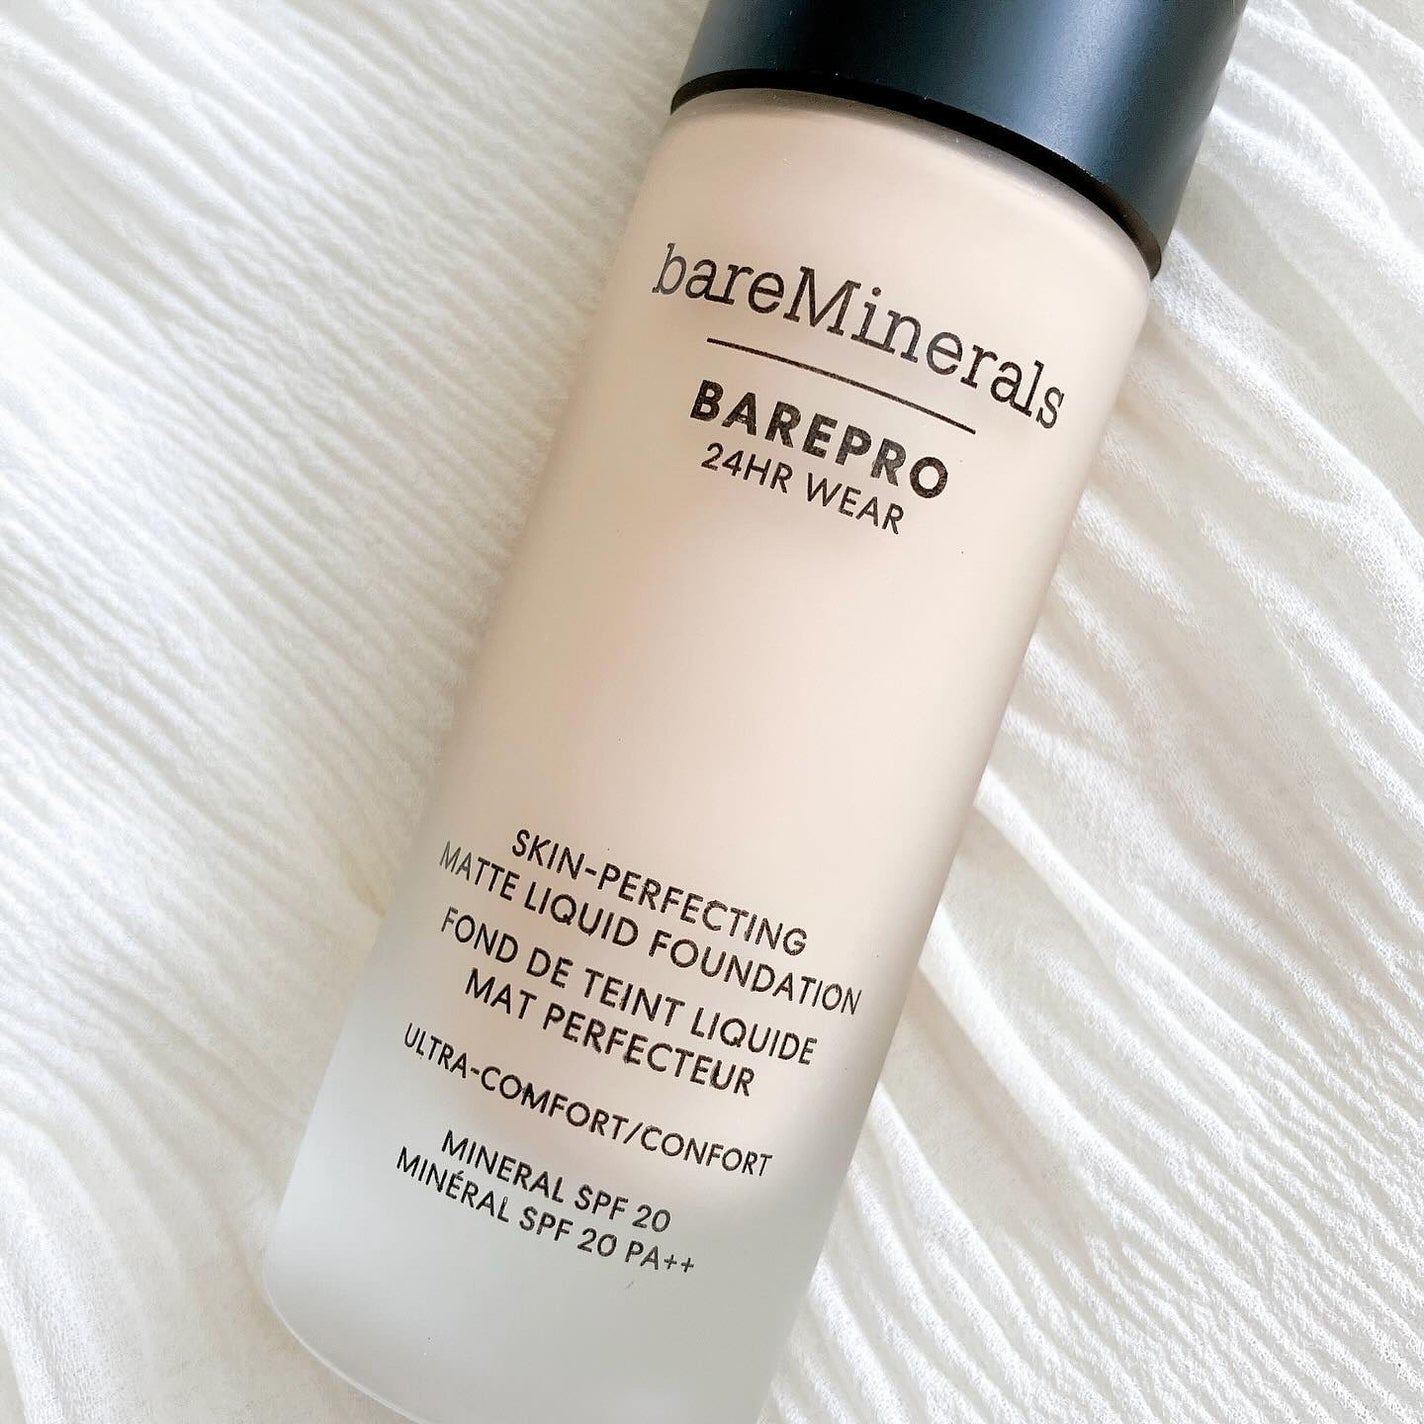 bareMinerals
BAREPRO
24HR WEAR
SKIN-PERFECTING
MATTE LIQUID FOUNDATION
FOND DE TEINT LIQUIDE
MAT PERFECTEUR
ULTRA-COMFORT/CONFORT
MINERAL SPF 20
MINÉRAL SPF 20 PA++